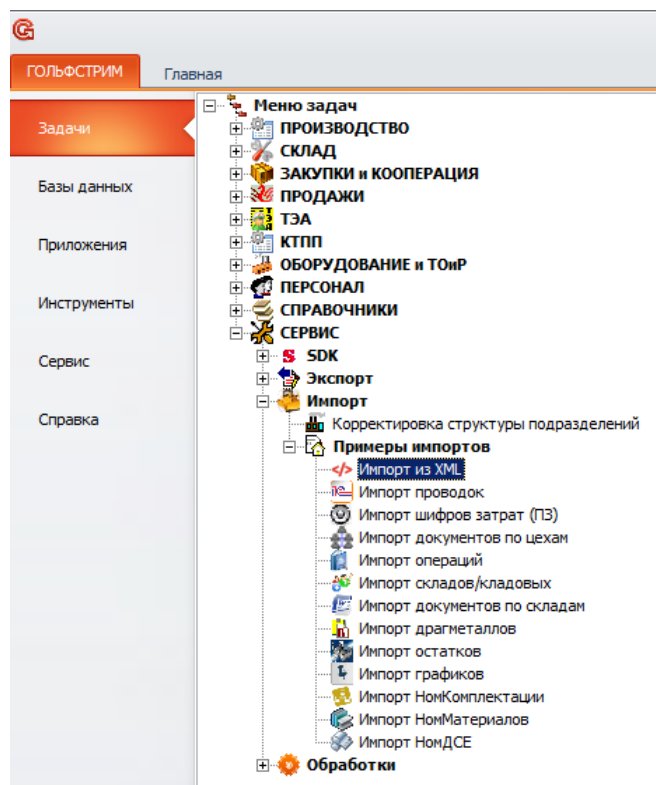 ГОЛЬФСТРИМ
Главная
Задачи
Базы данных
Приложения
Инструменты
Сервис
Справка
Меню задач
ПРОИЗВОДСТВО
СКЛАД
ЗАКУПКИ и КООПЕРАЦИЯ
ПРОДАЖИ
ТЭА
КТПП
ОБОРУДОВАНИЕ и ТОиР
ПЕРСОНАЛ
СПРАВОЧНИКИ
СЕРВИС
SDK
Экспорт
Импорт
Корректировка структуры подразделений
Примеры импортов
Импорт из XML
Импорт проводок
Импорт шифров затрат (ПЗ)
Импорт документов по цехам
Импорт операций
Импорт складов/кладовых
Импорт документов по складам
Импорт драгметаллов
Импорт остатков
Импорт графиков
Импорт НомКомплектации
Импорт НомМатериалов
Импорт НомДСЕ
Обработки